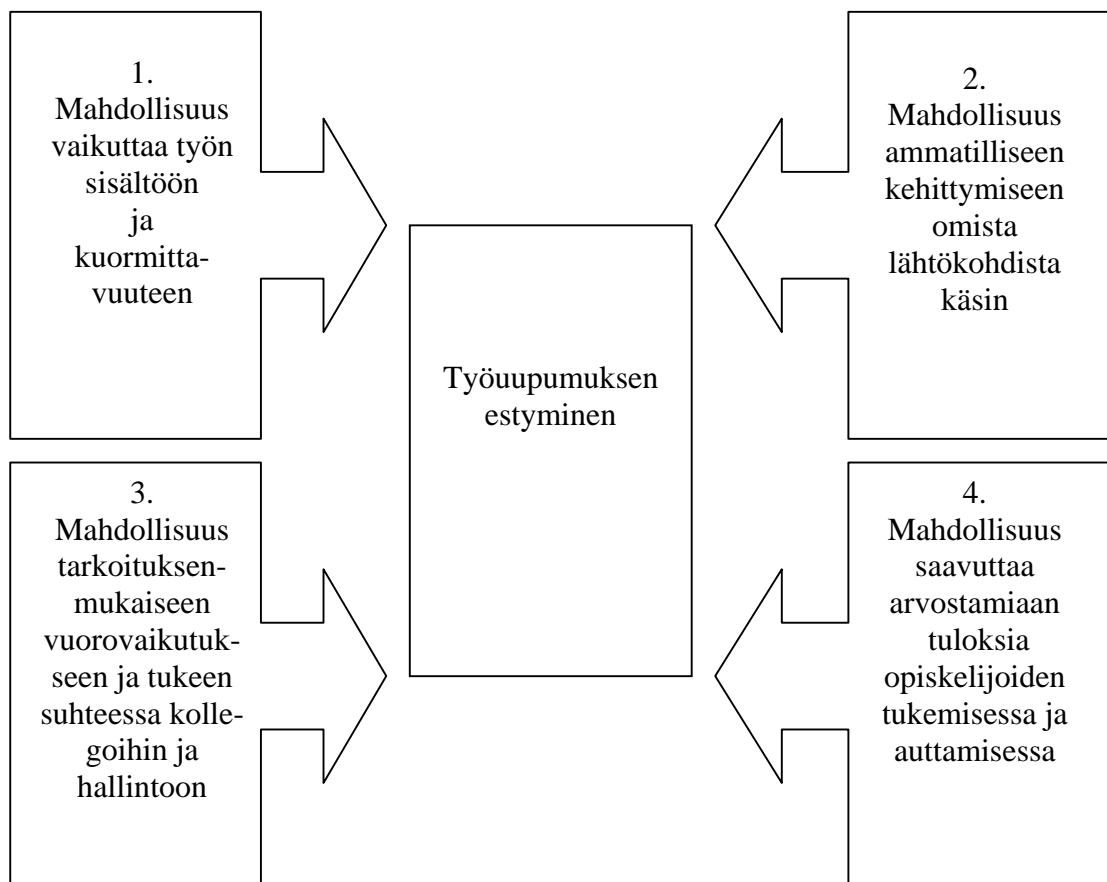 1.
Mahdollisuus
vaikuttaa työn
sisältöön
ja
kuormitta-
vuuteen
2.
Mahdollisuus
ammatilliseen
kehittymiseen
omista
lähtökohdista
käsin
Työuupumuksen
estyminen
3.
Mahdollisuus
tarkoituksen-
mukaiseen
vuorovaikutuk-
seen ja tukeen
suhteessa kolle-
goihin ja
hallintoon
4.
Mahdollisuus
saavuttaa
arvostamiaan
tuloksia
opiskelijoiden
tukemisessa ja
auttamisessa